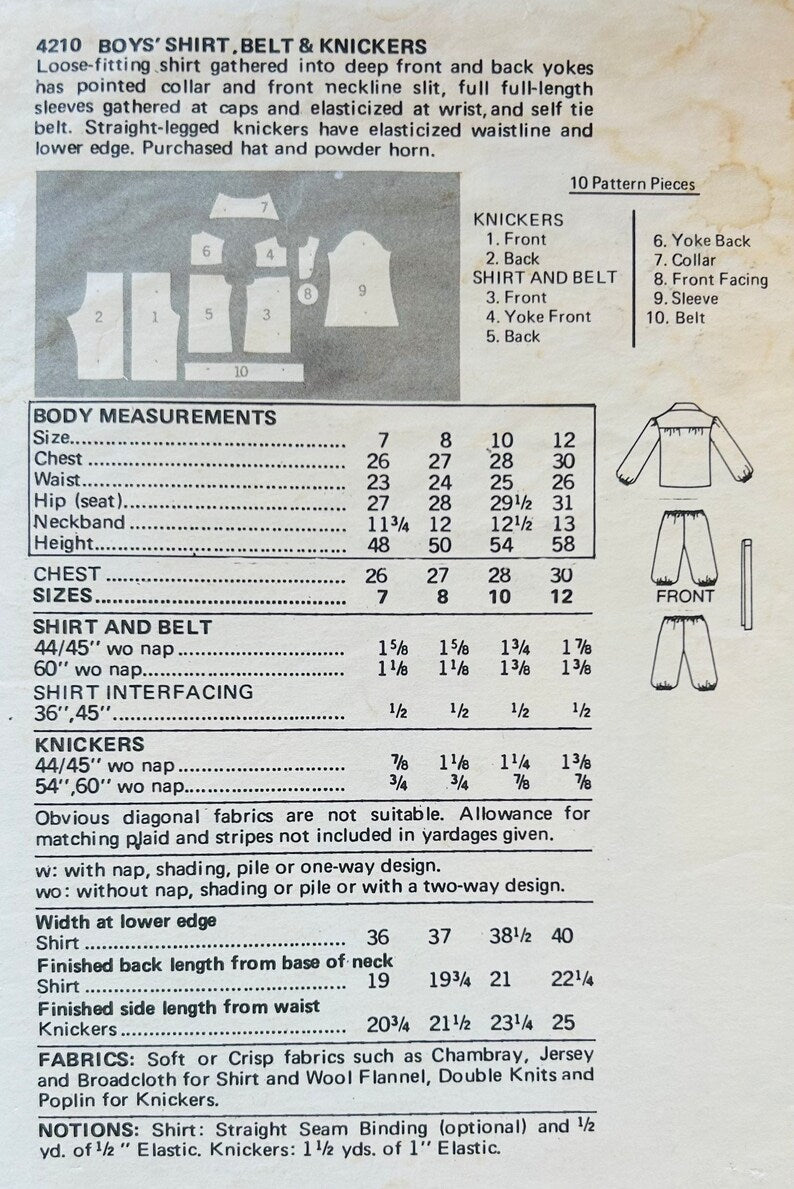 4210 BOYS' SHIRT, BELT & KNICKERS
Loose-fitting shirt gathered into deep front and back yokes
has pointed collar and front neckline slit, full full-length
sleeves gathered at caps and elasticized at wrist, and self tie
belt. Straight-legged knickers have elasticized waistline and
lower edge. Purchased hat and powder horn.
10 Pattern Pieces
KNICKERS
1. Front
2. Back
SHIRT AND BELT
3. Front
4. Yoke Front
5. Back
6. Yoke Back
7. Collar
8. Front Facing
9. Sleeve
10. Belt
7
6 4
8 9
2 1 5 3
10
BODY MEASUREMENTS
Size.......... 7 8 10 12
Chest .......... 26 27 28 30
Waist.......... 23 24 25 26
Hip (seat).......... 27 28 29½ 31
Neckband .......... 11¾ 12 12½ 13
Height.......... 48 50 54 58
CHEST .......... 26 27 28 30
SIZES.......... 7 8 10 12
SHIRT AND BELT
44/45" wo nap .......... 1⅝ 1⅝ 1¾ 1⅞
60" wo nap.......... 1⅛ 1⅛ 1⅜ 1⅜
SHIRT INTERFACING
36",45".......... ½ ½ ½ ½
KNICKERS
44/45" wo nap .......... ⅞ 1⅛ 1¼ 1⅜
54",60" wo nap.......... ¾ ¾ ⅞ ⅞
Obvious diagonal fabrics are not suitable. Allowance for
matching plaid and stripes not included in yardages given.
w: with nap, shading, pile or one-way design.
wo: without nap, shading or pile or with a two-way design.
Width at lower edge
Shirt .......... 36 37 38½ 40
Finished back length from base of neck
Shirt .......... 19 19¾ 21 22¼
Finished side length from waist
Knickers .......... 20¾ 21½ 23¼ 25
FABRICS: Soft or Crisp fabrics such as Chambray, Jersey
and Broadcloth for Shirt and Wool Flannel, Double Knits and
Poplin for Knickers.
NOTIONS: Shirt: Straight Seam Binding (optional) and ½
yd. of ½" Elastic. Knickers: 1½ yds. of 1" Elastic.
FRONT